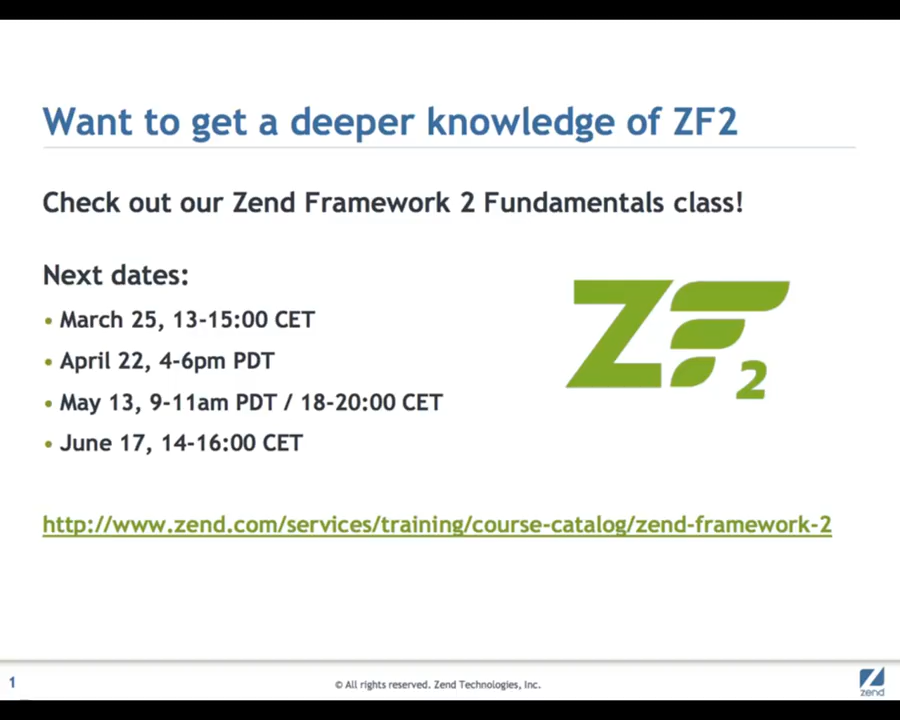 Want to get a deeper knowledge of ZF2
Check out our Zend Framework 2 Fundamentals class!
Next dates:
• March 25, 13-15:00 CET
• April 22, 4-6pm PDT
• May 13, 9-11am PDT / 18-20:00 CET
• June 17, 14-16:00 CET
ZF2
http://www.zend.com/services/training/course-catalog/zend-framework-2
1
© All rights reserved. Zend Technologies, Inc.
zend